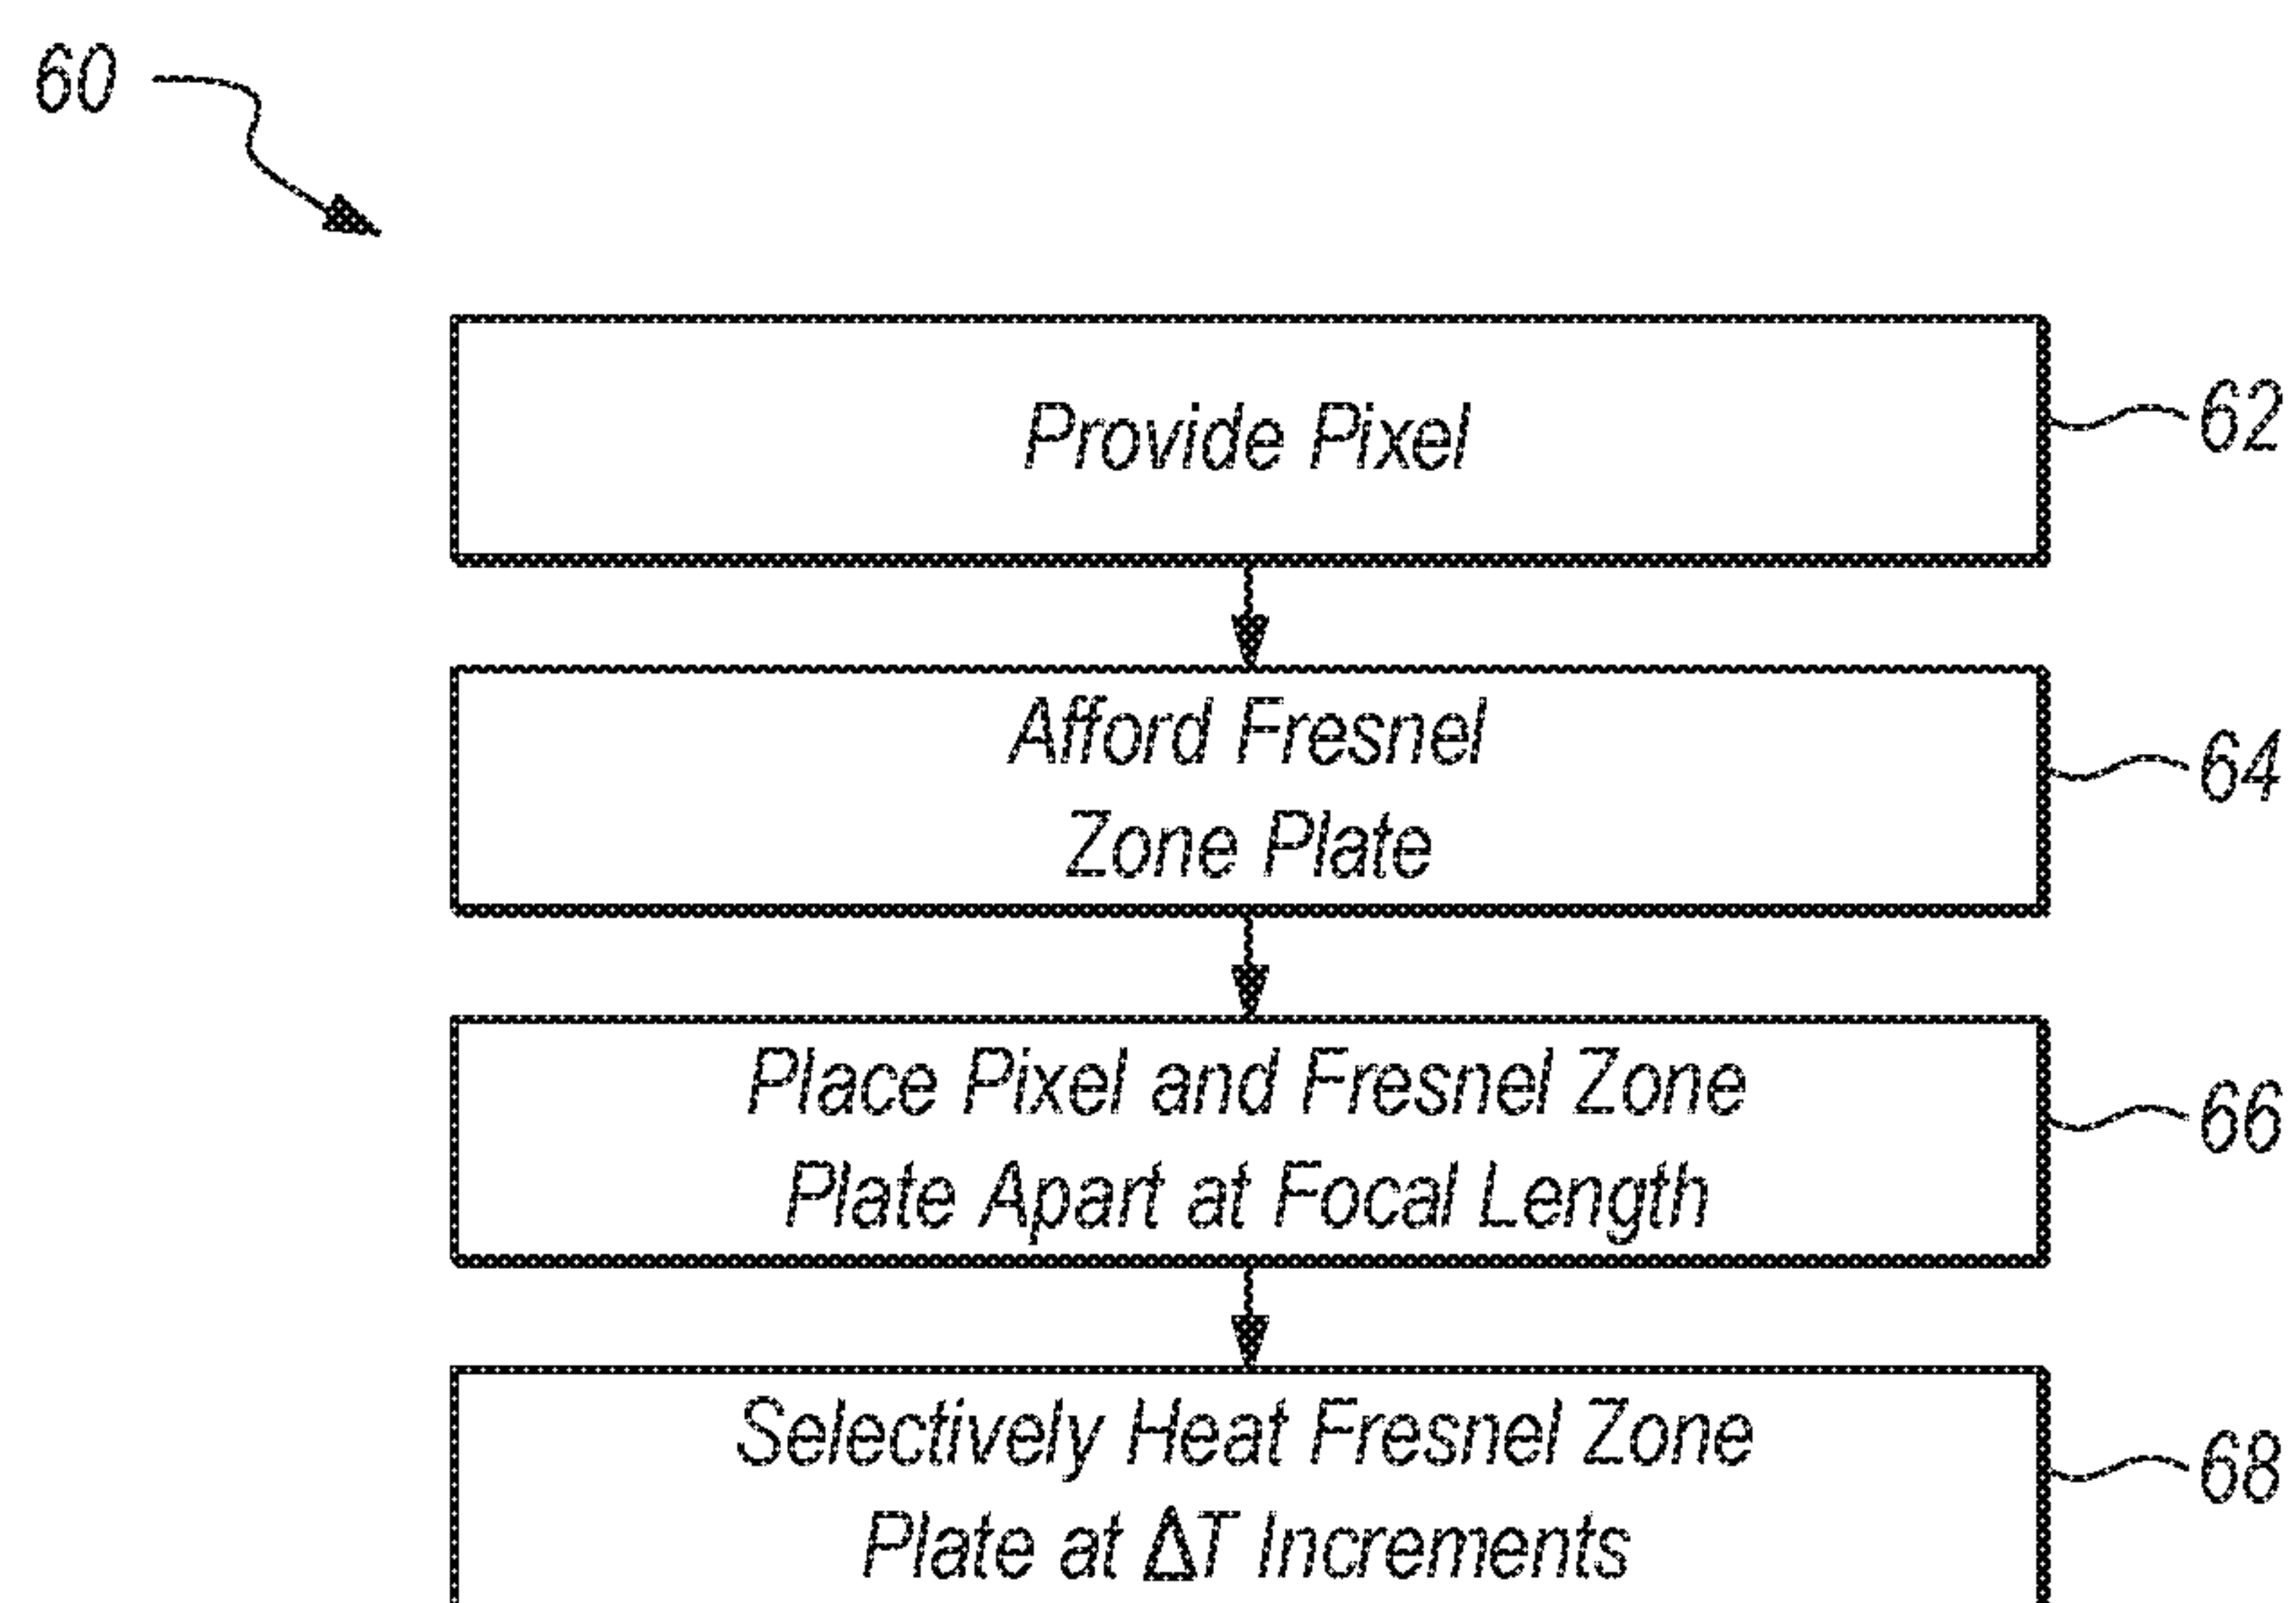 60
Provide Pixel
62
Afford Fresnel
Zone Plate
64
Place Pixel and Fresnel Zone
Plate Apart at Focal Length
66
Selectively Heat Fresnel Zone
Plate at ΔT Increments
68